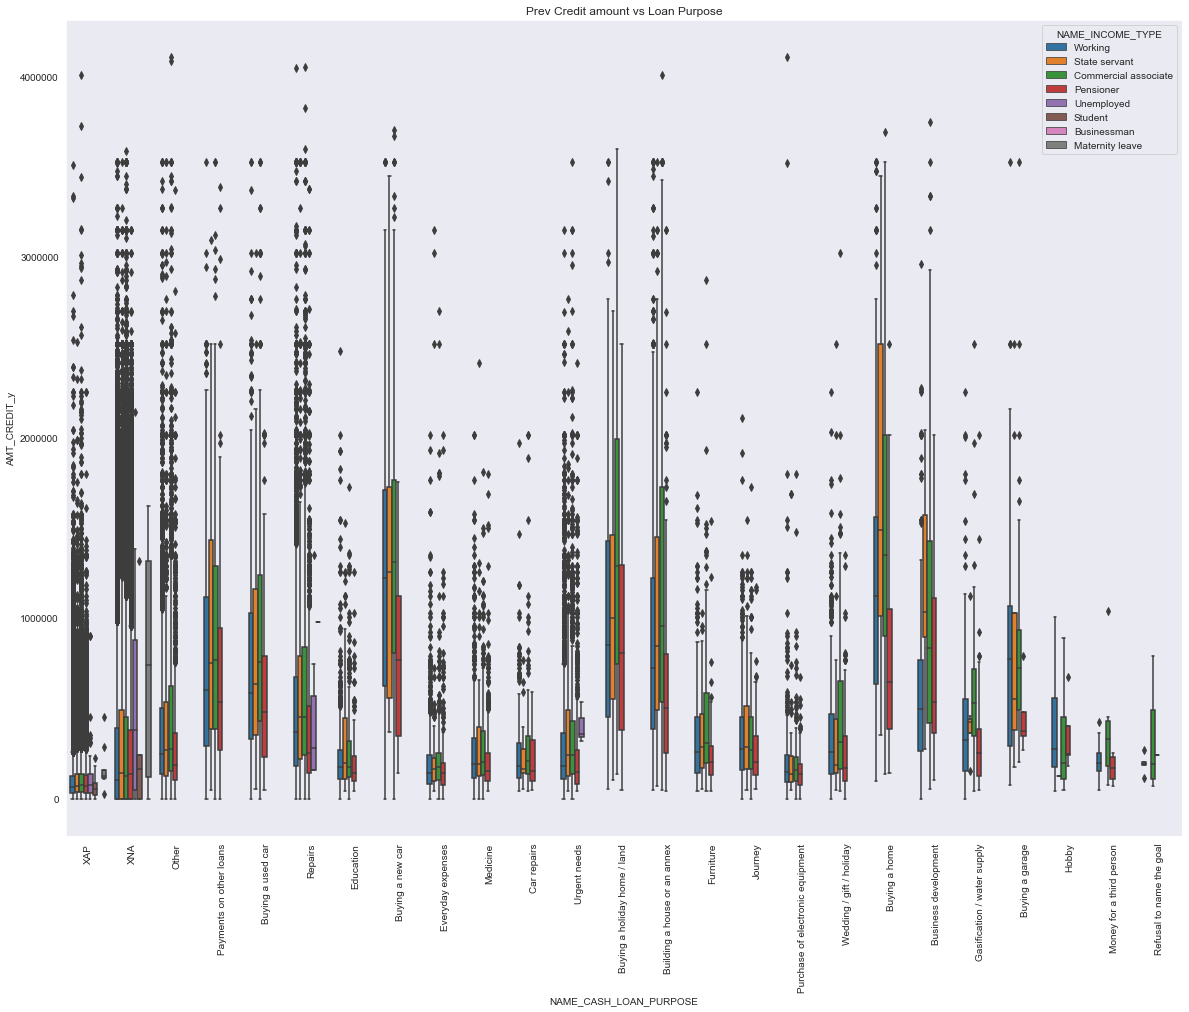 Prev Credit amount vs Loan Purpose
NAME_INCOME_TYPE
Working
State servant
Commercial associate
Pensioner
Unemployed
Student
Businessman
Maternity leave
AMT_CREDIT_y
4000000
3000000
2000000
1000000
0
XAP
XNA
Other
Payments on other loans
Buying a used car
Repairs
Education
Buying a new car
Everyday expenses
Medicine
Car repairs
Urgent needs
Buying a holiday home / land
Building a house or an annex
Furniture
Journey
Purchase of electronic equipment
Wedding / gift / holiday
Buying a home
Business development
Gasification / water supply
Buying a garage
Hobby
Money for a third person
Refusal to name the goal
NAME_CASH_LOAN_PURPOSE